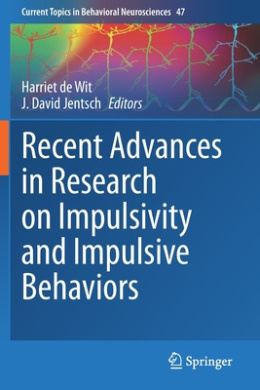 Current Topics in Behavioral Neurosciences 47
Harriet de Wit
J. David Jentsch Editors
Recent Advances
in Research
on Impulsivity
and Impulsive
Behaviors
Springer